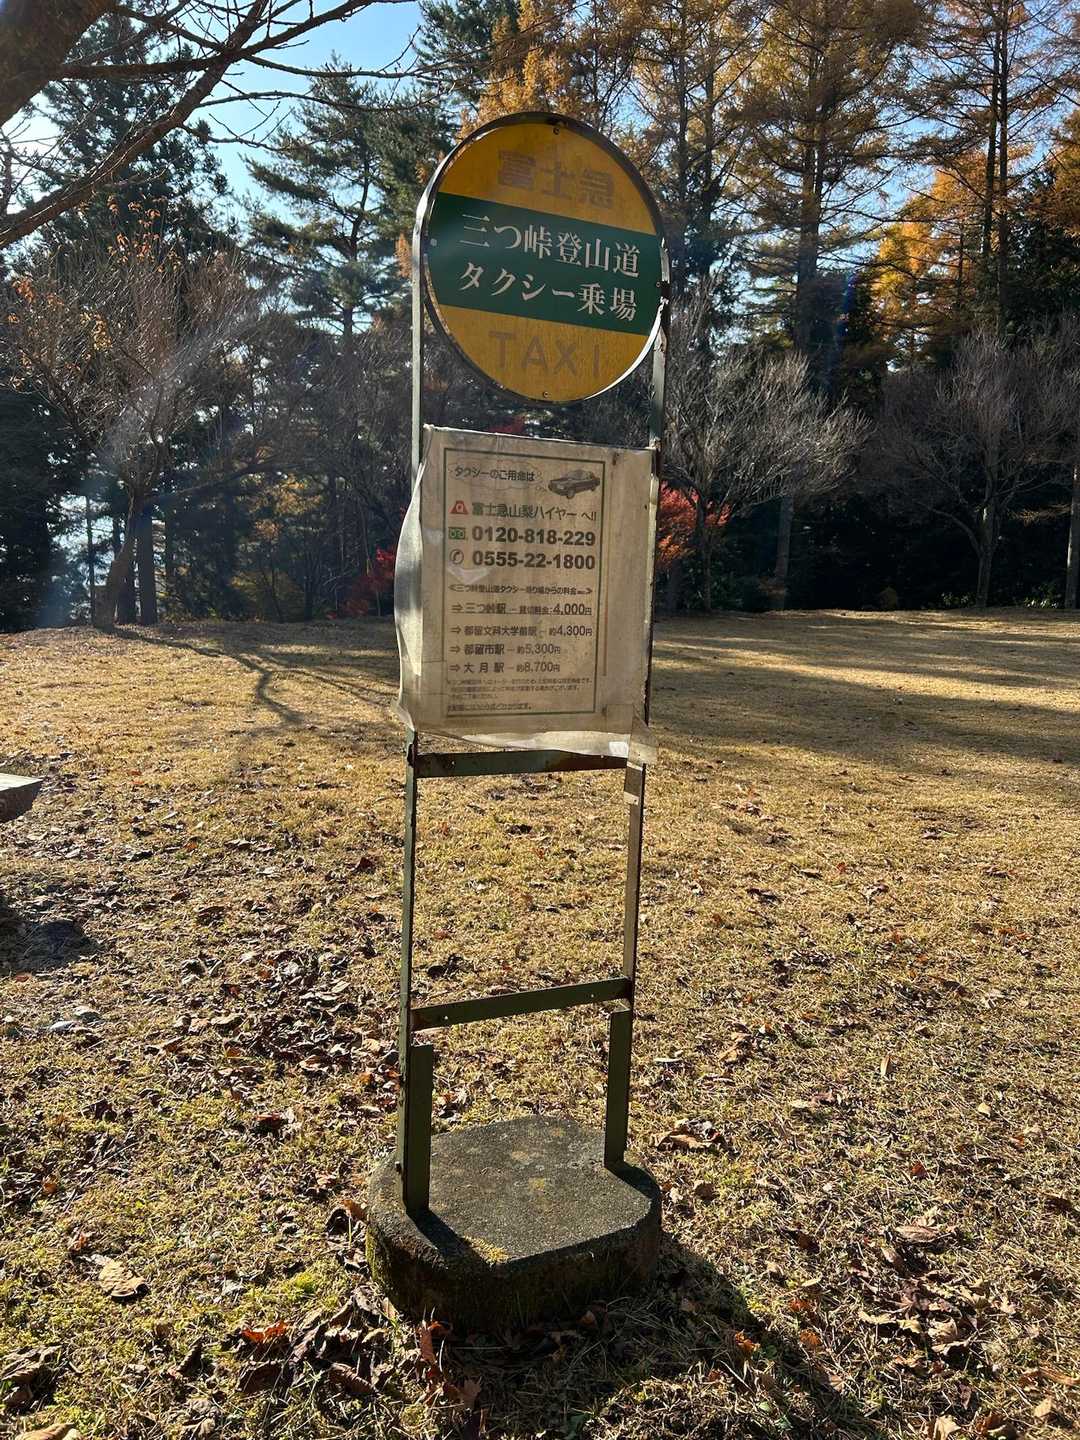 富士急
三つ峠登山道
タクシー乗場
TAXI
タクシーのご用命は
富士急山梨ハイヤー へ!!
0120-818-229
0555-22-1800
≪三つ峠登山道タクシー乗り場からの料金
⇒ 三つ峠駅 ― 貸切料金:4,000円
⇒ 都留文科大学前駅 ― 約4,300円
⇒ 都留市駅 ― 約5,300円
⇒ 大月駅 ― 約8,700円